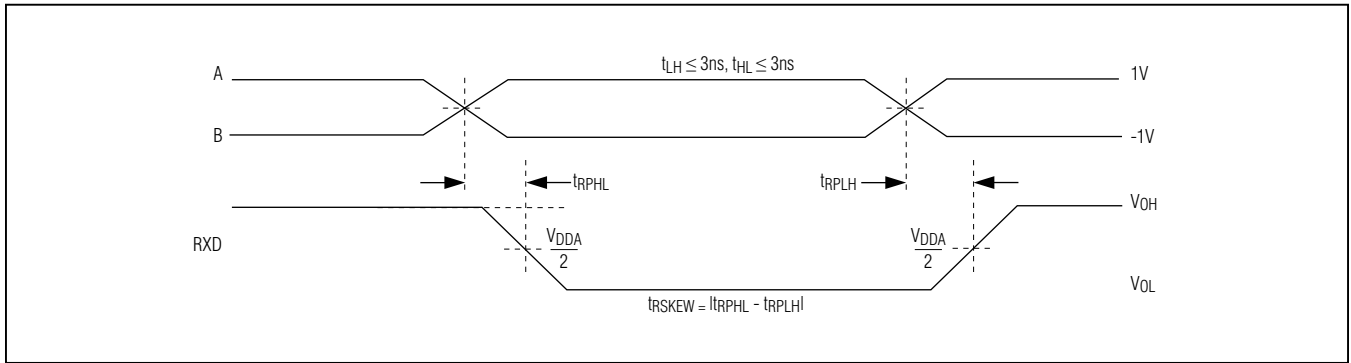 A
tLH ≤ 3ns, tHL ≤ 3ns
1V
B
-1V
tRPHL
tRPLH
VOH
RXD
VDDA
2
VDDA
2
VOL
tRSKEW = |tRPHL - tRPLH|